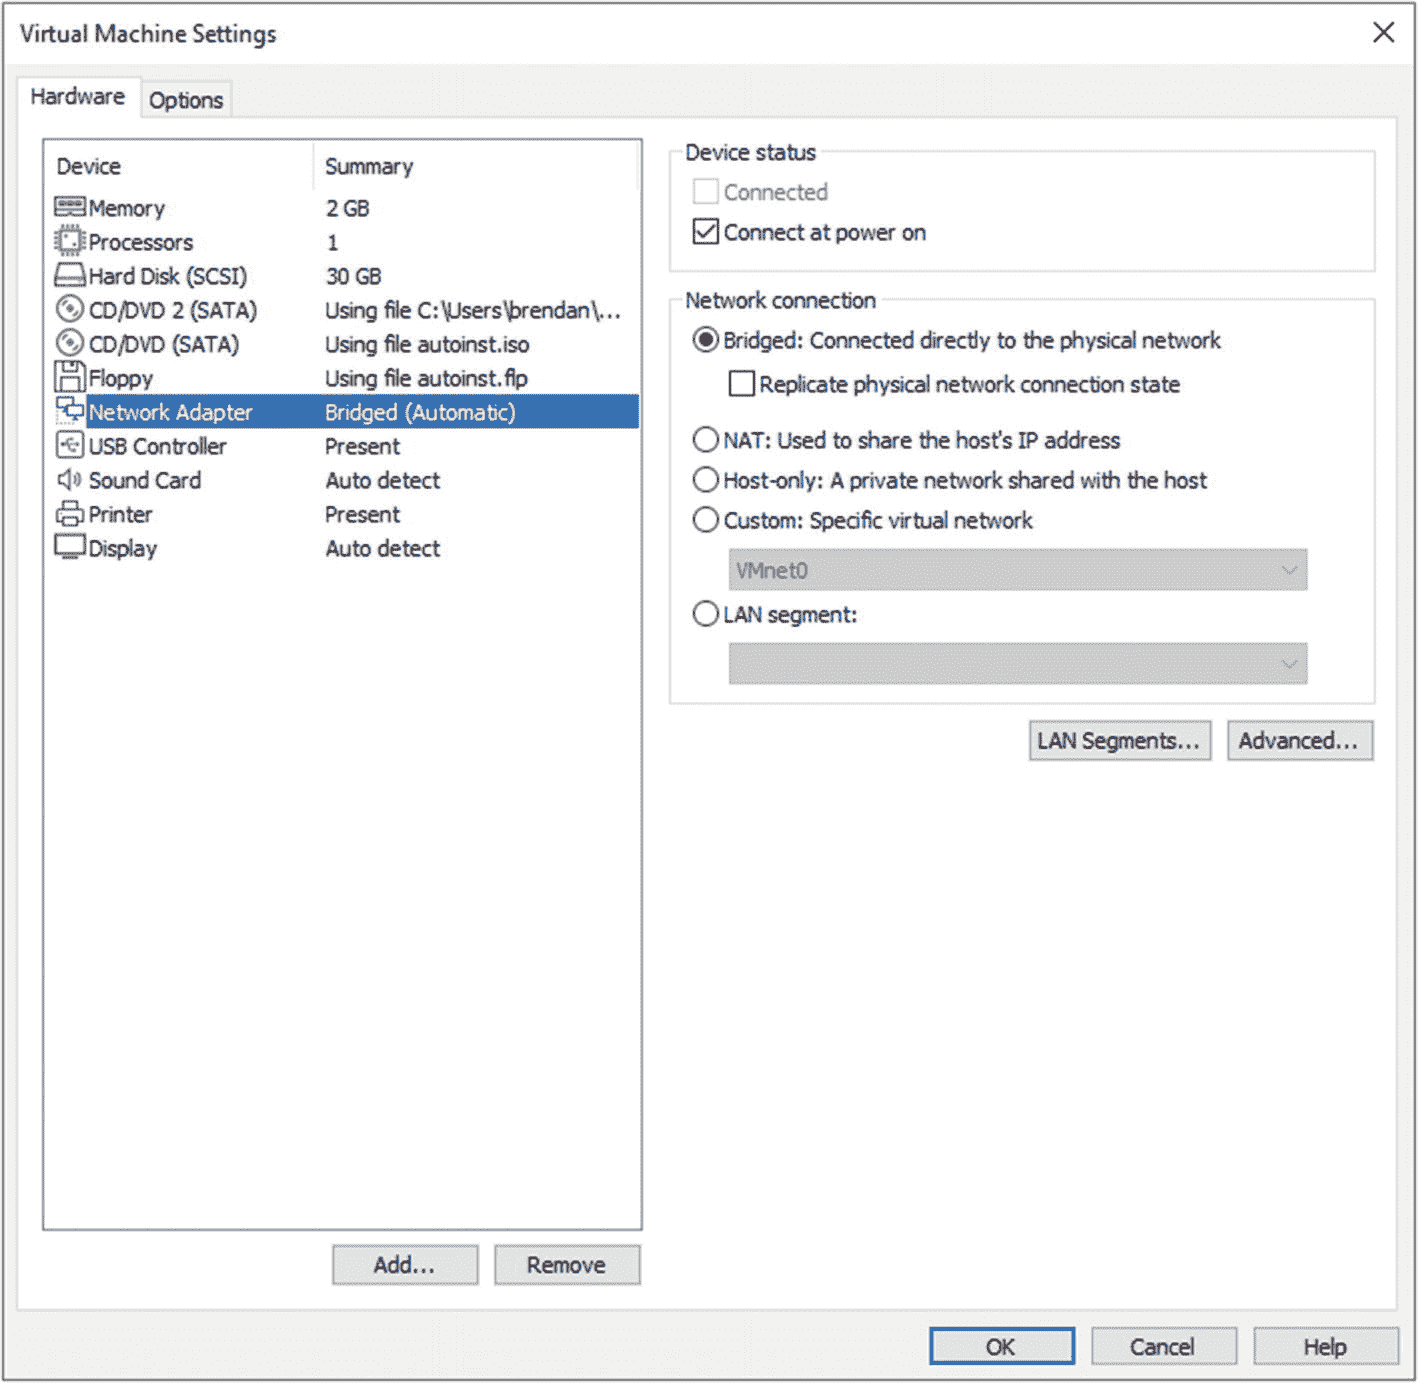 Virtual Machine Settings
Hardware
Options
Device Summary
Memory 2 GB
Processors 1
Hard Disk (SCSI) 30 GB
CD/DVD 2 (SATA) Using file C:\Users\brendan\...
CD/DVD (SATA) Using file autoinst.iso
Floppy Using file autoinst.flp
Network Adapter Bridged (Automatic)
USB Controller Present
Sound Card Auto detect
Printer Present
Display Auto detect
Add...
Remove
Device status
Connected
Connect at power on
Network connection
Bridged: Connected directly to the physical network
Replicate physical network connection state
NAT: Used to share the host's IP address
Host-only: A private network shared with the host
Custom: Specific virtual network
VMnet0
LAN segment:
LAN Segments...
Advanced...
OK
Cancel
Help